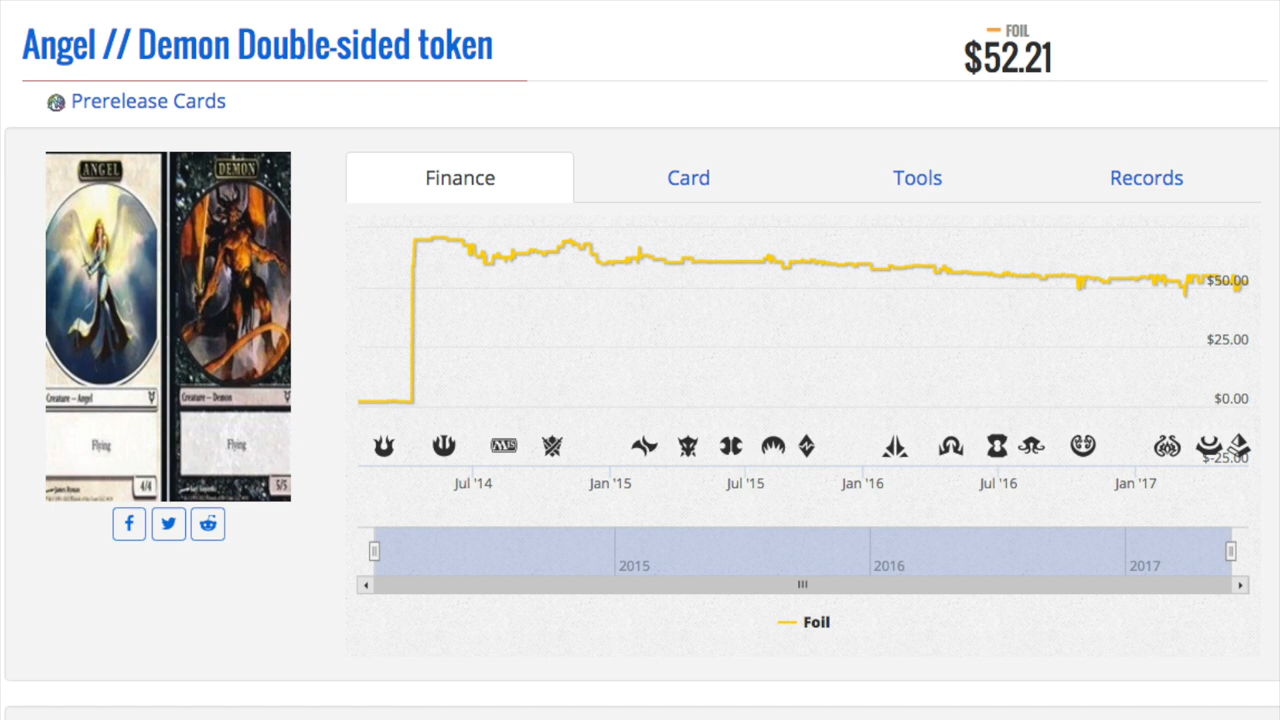 Angel // Demon Double-sided token
FOIL
$52.21
Prerelease Cards
ANGEL
DEMON
Creature – Angel
Creature – Demon
Flying
Flying
4/4
5/5
Finance
Card
Tools
Records
$50.00
$25.00
$0.00
$-25.00
Jul '14
Jan '15
Jul '15
Jan '16
Jul '16
Jan '17
2015
2016
2017
Foil